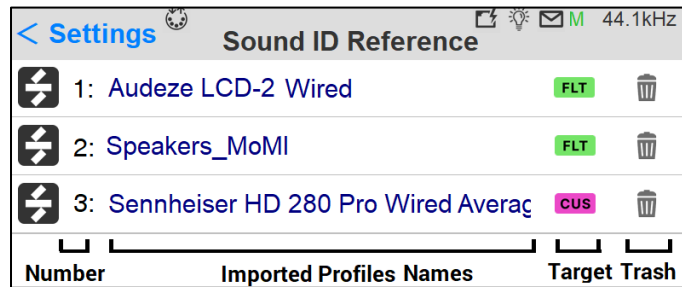 < Settings Sound ID Reference M 44.1kHz
1: Audeze LCD-2 Wired FLT
2: Speakers_MoMI FLT
3: Sennheiser HD 280 Pro Wired Averag CUS
Number Imported Profiles Names Target Trash